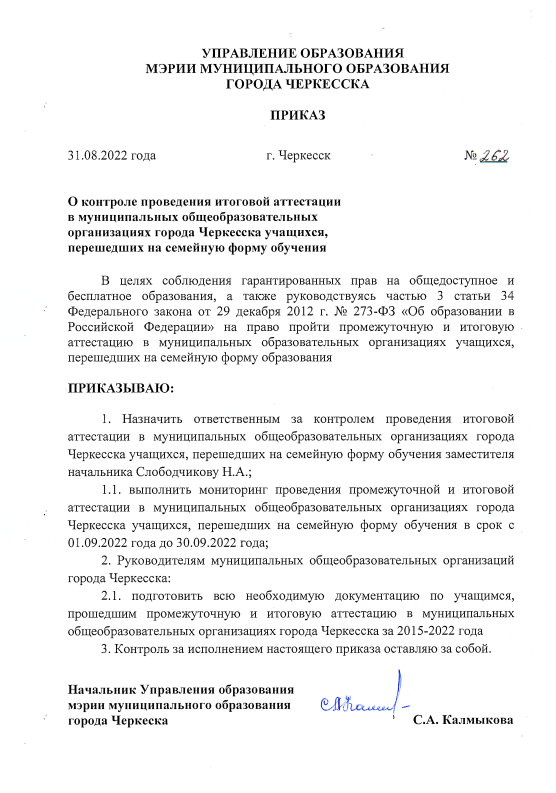 УПРАВЛЕНИЕ ОБРАЗОВАНИЯ
МЭРИИ МУНИЦИПАЛЬНОГО ОБРАЗОВАНИЯ
ГОРОДА ЧЕРКЕССКА
ПРИКАЗ
31.08.2022 года г. Черкесск № 262
О контроле проведения итоговой аттестации
в муниципальных общеобразовательных
организациях города Черкесска учащихся,
перешедших на семейную форму обучения
В целях соблюдения гарантированных прав на общедоступное и
бесплатное образования, а также руководствуясь частью 3 статьи 34
Федерального закона от 29 декабря 2012 г. № 273-ФЗ «Об образовании в
Российской Федерации» на право пройти промежуточную и итоговую
аттестацию в муниципальных образовательных организациях учащихся,
перешедших на семейную форму образования
ПРИКАЗЫВАЮ:
1. Назначить ответственным за контролем проведения итоговой
аттестации в муниципальных общеобразовательных организациях города
Черкесска учащихся, перешедших на семейную форму обучения заместителя
начальника Слободчикову Н.А.;
1.1. выполнить мониторинг проведения промежуточной и итоговой
аттестации в муниципальных общеобразовательных организациях города
Черкесска учащихся, перешедших на семейную форму обучения в срок с
01.09.2022 года до 30.09.2022 года;
2. Руководителям муниципальных общеобразовательных организаций
города Черкесска:
2.1. подготовить всю необходимую документацию по учащимся,
прошедшим промежуточную и итоговую аттестацию в муниципальных
общеобразовательных организациях города Черкесска за 2015-2022 года
3. Контроль за исполнением настоящего приказа оставляю за собой.
Начальник Управления образования
мэрии муниципального образования
города Черкеска С.А. Калмыкова